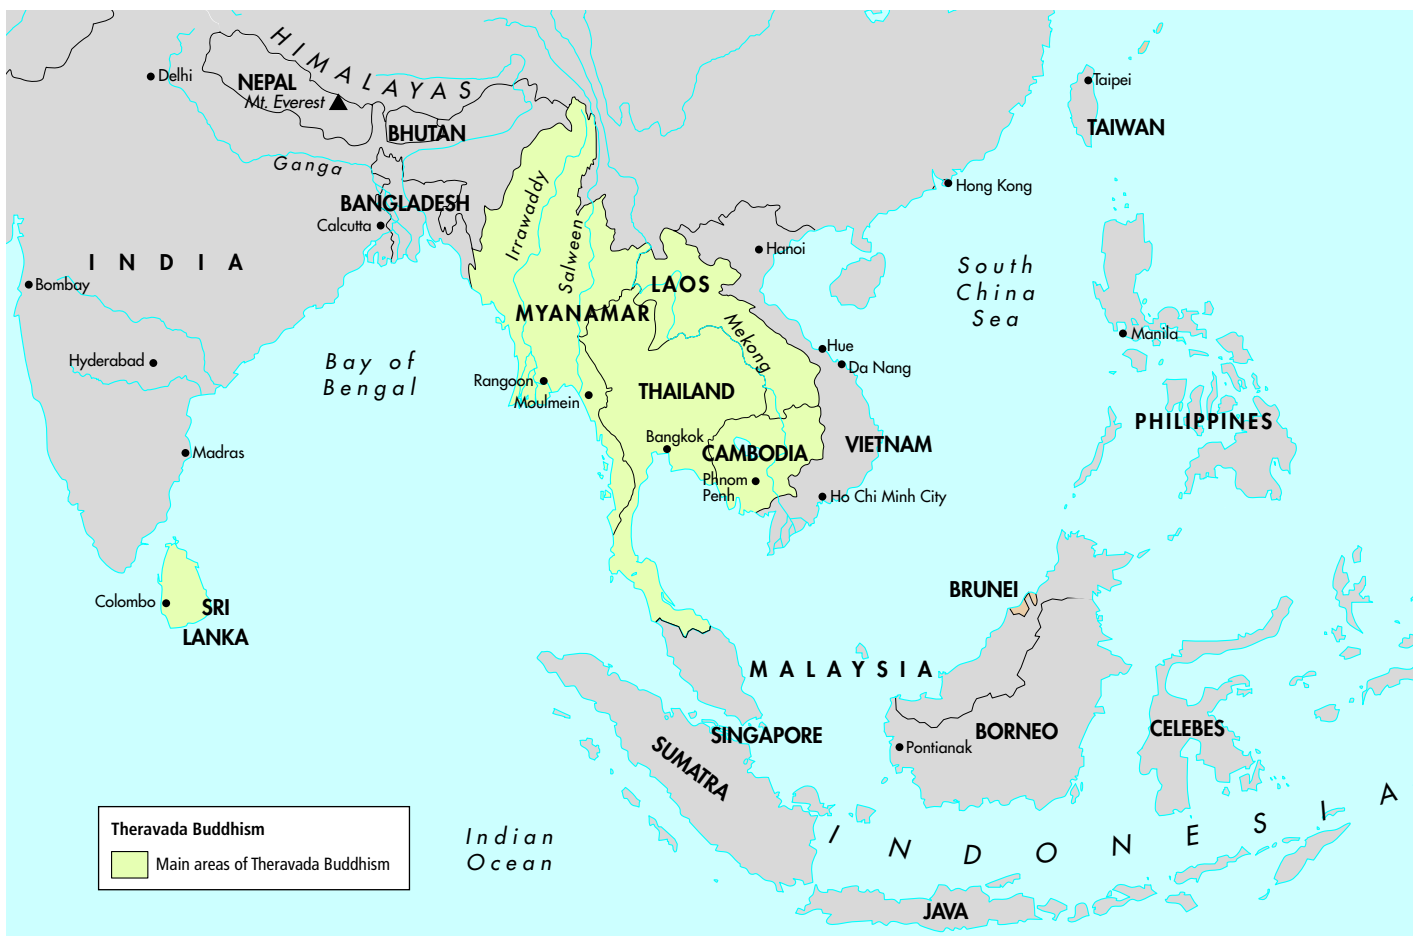 HIMALAYAS
Delhi
NEPAL
Mt. Everest
BHUTAN
Ganga
BANGLADESH
Calcutta
INDIA
Bombay
Hyderabad
Madras
Bay of
Bengal
Irrawaddy
Salween
MYANAMAR
Rangoon
Moulmein
LAOS
Mekong
THAILAND
Bangkok
CAMBODIA
Phnom
Penh
Hanoi
Hue
Da Nang
VIETNAM
Ho Chi Minh City
Taipei
TAIWAN
Hong Kong
South
China
Sea
Manila
PHILIPPINES
Colombo
SRI
LANKA
BRUNEI
MALAYSIA
SINGAPORE
SUMATRA
BORNEO
Pontianak
CELEBES
INDONESIA
JAVA
Indian
Ocean
Theravada Buddhism
Main areas of Theravada Buddhism